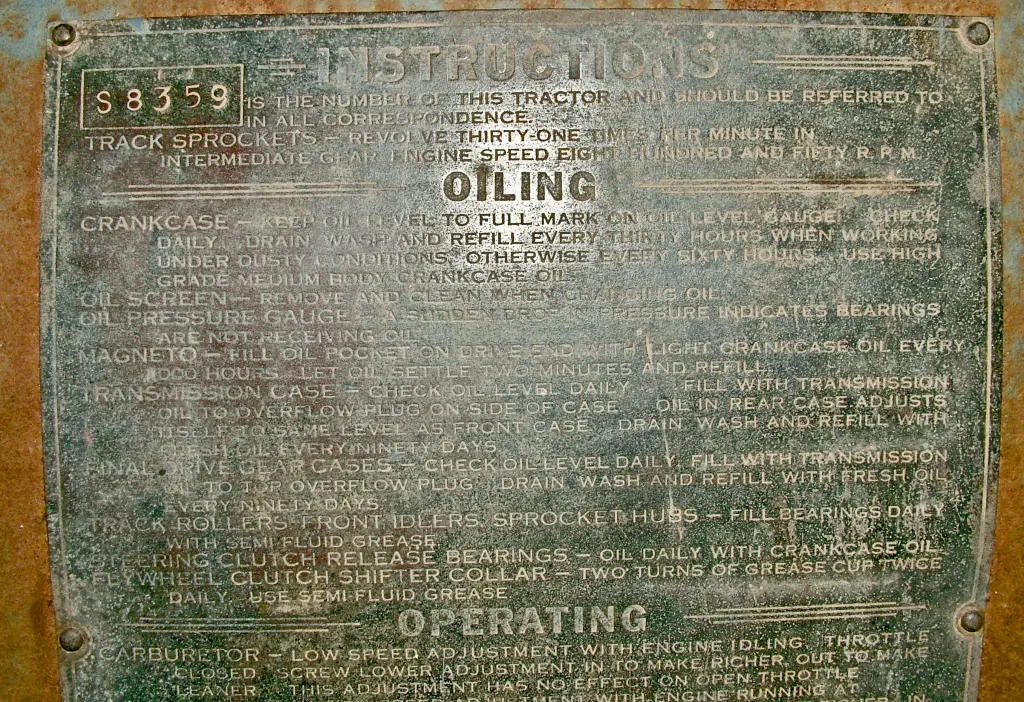 INSTRUCTIONS
S8359 IS THE NUMBER OF THIS TRACTOR AND SHOULD BE REFERRED TO
IN ALL CORRESPONDENCE
TRACK SPROCKETS – REVOLVE THIRTY-ONE TIMES PER MINUTE IN
INTERMEDIATE GEAR, ENGINE SPEED EIGHT HUNDRED AND FIFTY R.P.M.
OILING
CRANKCASE – KEEP OIL LEVEL TO FULL MARK ON OIL LEVEL GAUGE. CHECK
DAILY. DRAIN, WASH AND REFILL EVERY THIRTY HOURS WHEN WORKING
UNDER DUSTY CONDITIONS, OTHERWISE EVERY SIXTY HOURS. USE HIGH
GRADE MEDIUM BODY CRANKCASE OIL.
OIL SCREEN – REMOVE AND CLEAN WHEN CHANGING OIL.
OIL PRESSURE GAUGE – A SUDDEN DROP IN PRESSURE INDICATES BEARINGS
ARE NOT RECEIVING OIL.
MAGNETO – FILL OIL POCKET ON DRIVE END WITH LIGHT CRANKCASE OIL EVERY
1000 HOURS. LET OIL SETTLE TWO MINUTES AND REFILL.
TRANSMISSION CASE – CHECK OIL LEVEL DAILY. FILL WITH TRANSMISSION
OIL TO OVERFLOW PLUG ON SIDE OF CASE. OIL IN REAR CASE ADJUSTS
ITSELF TO SAME LEVEL AS FRONT CASE. DRAIN, WASH AND REFILL WITH
FRESH OIL EVERY NINETY DAYS.
FINAL DRIVE GEAR CASES – CHECK OIL LEVEL DAILY. FILL WITH TRANSMISSION
OIL TO TOP OVERFLOW PLUG. DRAIN, WASH AND REFILL WITH FRESH OIL
EVERY NINETY DAYS
TRACK ROLLERS, FRONT IDLERS, SPROCKET HUBS – FILL BEARINGS DAILY
WITH SEMI FLUID GREASE
STEERING CLUTCH RELEASE BEARINGS – OIL DAILY WITH CRANKCASE OIL.
FLYWHEEL CLUTCH SHIFTER COLLAR – TWO TURNS OF GREASE CUP TWICE
DAILY. USE SEMI FLUID GREASE
OPERATING
CARBURETOR – LOW SPEED ADJUSTMENT WITH ENGINE IDLING, THROTTLE
CLOSED. SCREW LOWER ADJUSTMENT IN TO MAKE RICHER, OUT TO MAKE
LEANER. THIS ADJUSTMENT HAS NO EFFECT ON OPEN THROTTLE
SPEED ADJUSTMENT WITH ENGINE RUNNING AT